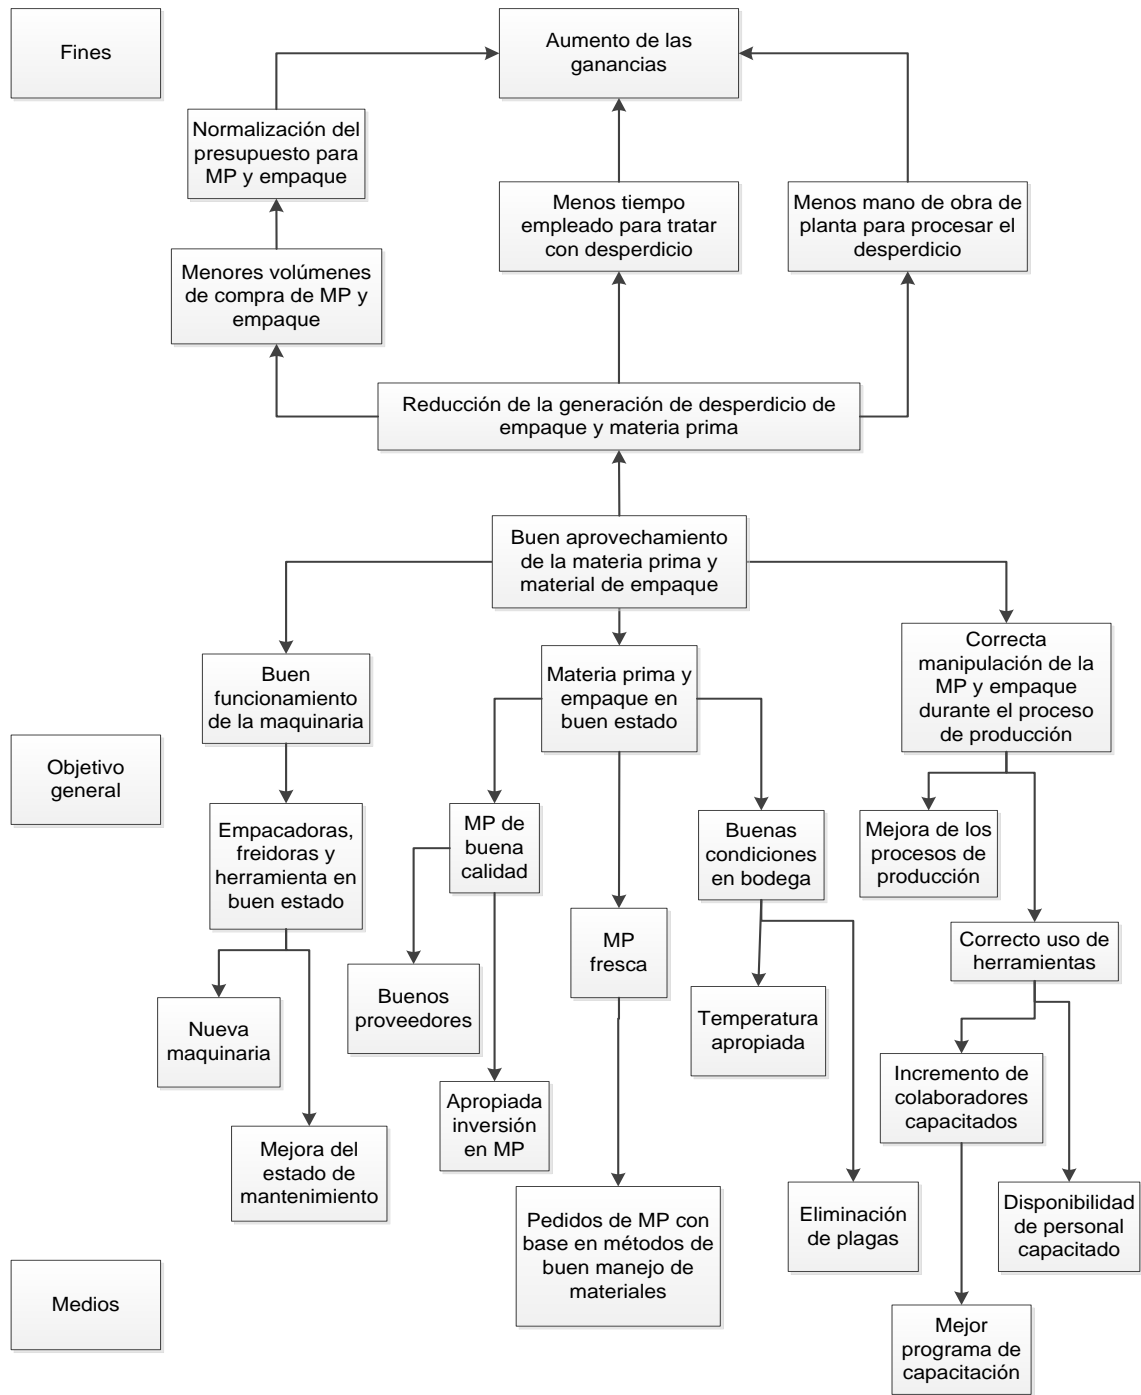 Fines
Aumento de las
ganancias
Normalización del
presupuesto para
MP y empaque
Menos tiempo
empleado para tratar
con desperdicio
Menos mano de obra de
planta para procesar el
desperdicio
Menores volúmenes
de compra de MP y
empaque
Reducción de la generación de desperdicio de
empaque y materia prima
Buen aprovechamiento
de la materia prima y
material de empaque
Buen
funcionamiento
de la maquinaria
Materia prima y
empaque en
buen estado
Correcta
manipulación de la
MP y empaque
durante el proceso
de producción
Objetivo
general
Empacadoras,
freidoras y
herramienta en
buen estado
MP de
buena
calidad
Buenas
condiciones
en bodega
Mejora de los
procesos de
producción
MP
fresca
Correcto uso de
herramientas
Buenos
proveedores
Temperatura
apropiada
Nueva
maquinaria
Incremento de
colaboradores
capacitados
Apropiada
inversión
en MP
Mejora del
estado de
mantenimiento
Pedidos de MP con
base en métodos de
buen manejo de
materiales
Eliminación
de plagas
Disponibilidad
de personal
capacitado
Medios
Mejor
programa de
capacitación